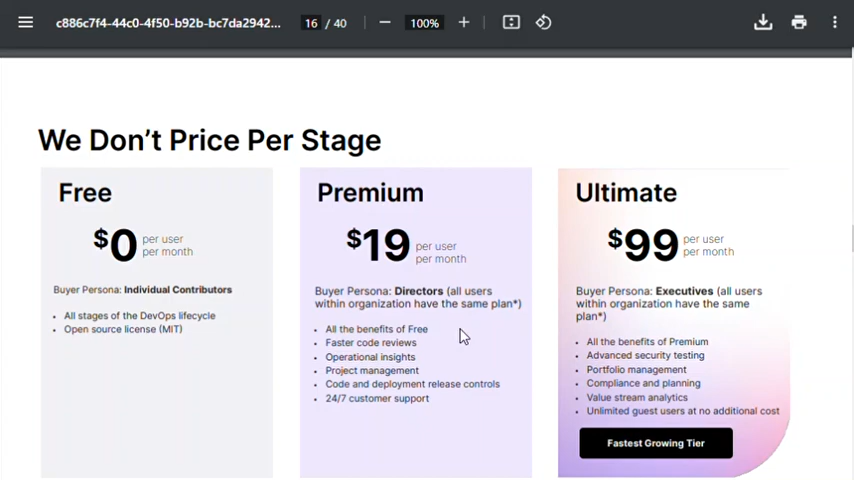 c886c7f4-44c0-4f50-b92b-bc7da2942...
16 / 40
100%
We Don't Price Per Stage
Free
$0 per user
per month
Buyer Persona: Individual Contributors
• All stages of the DevOps lifecycle
• Open source license (MIT)
Premium
$19 per user
per month
Buyer Persona: Directors (all users
within organization have the same plan*)
• All the benefits of Free
• Faster code reviews
• Operational insights
• Project management
• Code and deployment release controls
• 24/7 customer support
Ultimate
$99 per user
per month
Buyer Persona: Executives (all users
within organization have the same
plan*)
• All the benefits of Premium
• Advanced security testing
• Portfolio management
• Compliance and planning
• Value stream analytics
• Unlimited guest users at no additional cost
Fastest Growing Tier